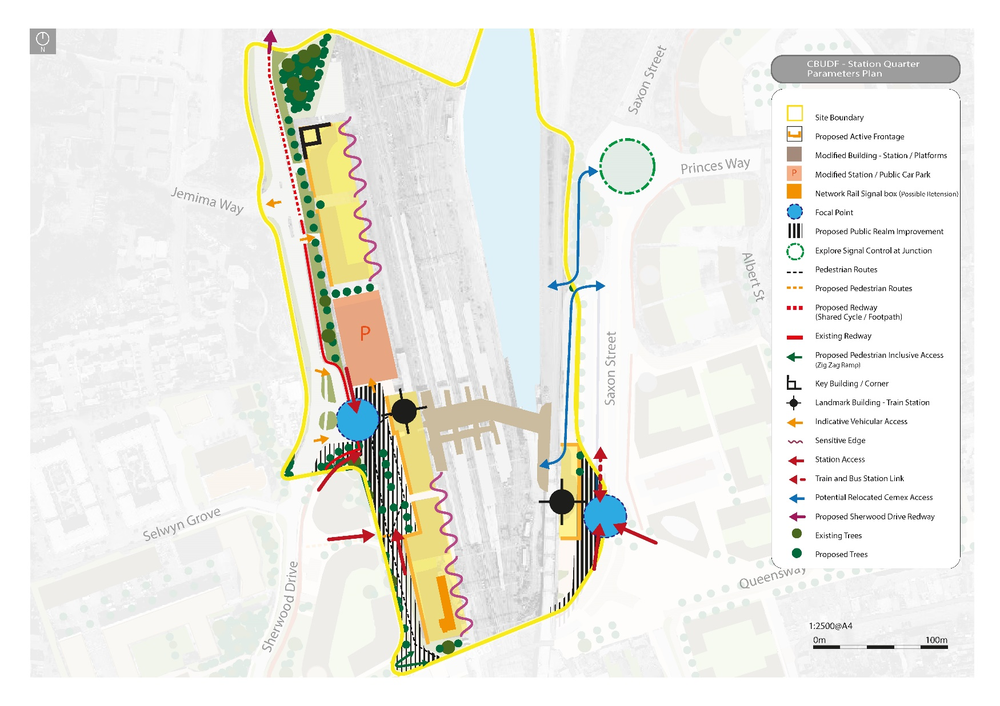 N
CBUDF - Station Quarter
Parameters Plan
Site Boundary
Proposed Active Frontage
Modified Building - Station / Platforms
P
Modified Station / Public Car Park
Network Rail Signal box (Possible Retension)
Focal Point
Proposed Public Realm Improvement
Explore Signal Control at Junction
Pedestrian Routes
Proposed Pedestrian Routes
Proposed Redway
(Shared Cycle / Footpath)
Existing Redway
Proposed Pedestrian Inclusive Access
(Zig Zag Ramp)
Key Building / Corner
Landmark Building - Train Station
Indicative Vehicular Access
Sensitive Edge
Station Access
Train and Bus Station Link
Potential Relocated Cemex Access
Proposed Sherwood Drive Redway
Existing Trees
Proposed Trees
Saxon Street
Princes Way
Jemima Way
Albert St
P
Saxon Street
Selwyn Grove
Sherwood Drive
Queensway
1:2500@A4
0m 100m